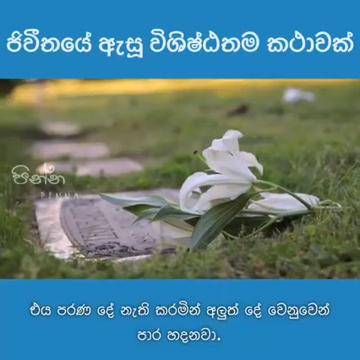 ජිවිතයේ ඇසූ විශිෂ්ඨතම කථාවක්
පින්න
PINNA
එය පරණ දේ නැති කරමින් අලුත් දේ වෙනුවෙන්
පාර හදනවා.